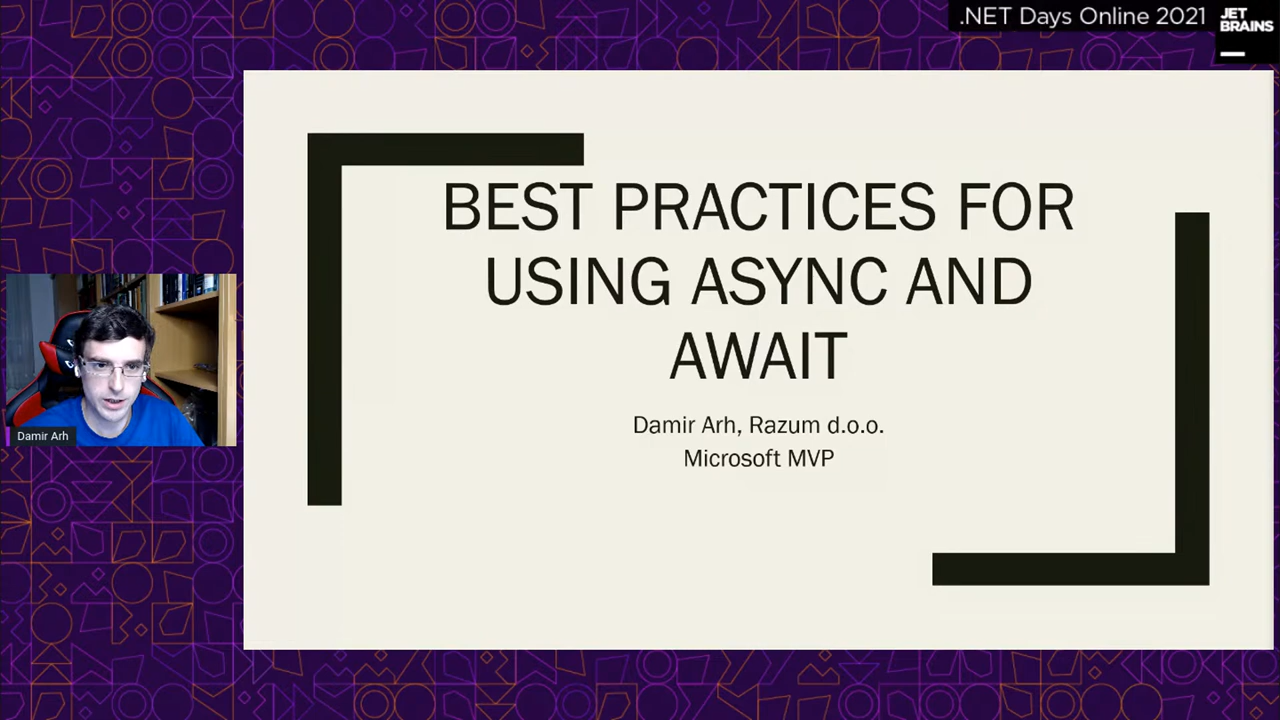 .NET Days Online 2021
JET
BRAINS
BEST PRACTICES FOR
USING ASYNC AND
AWAIT
Damir Arh, Razum d.o.o.
Microsoft MVP
Damir Arh